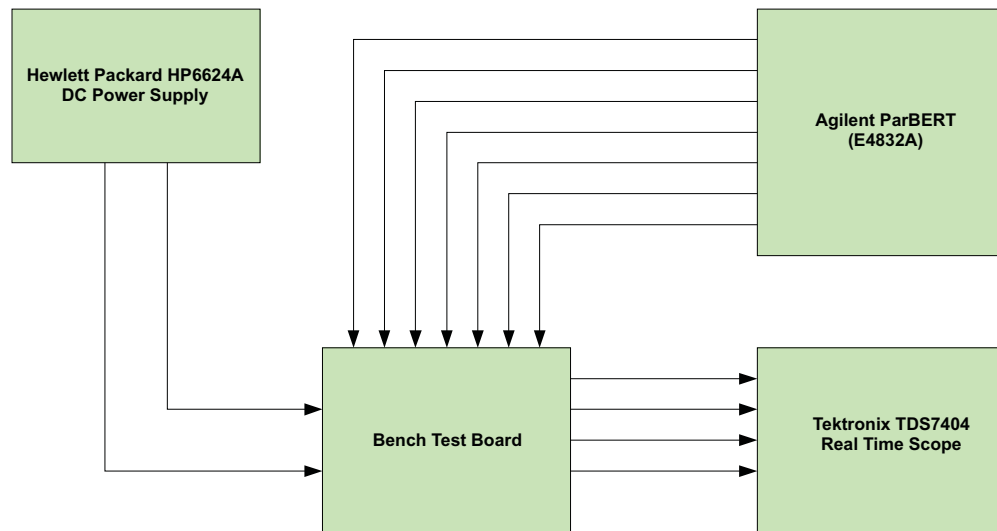 Hewlett Packard HP6624A
DC Power Supply
Agilent ParBERT
(E4832A)
Bench Test Board
Tektronix TDS7404
Real Time Scope